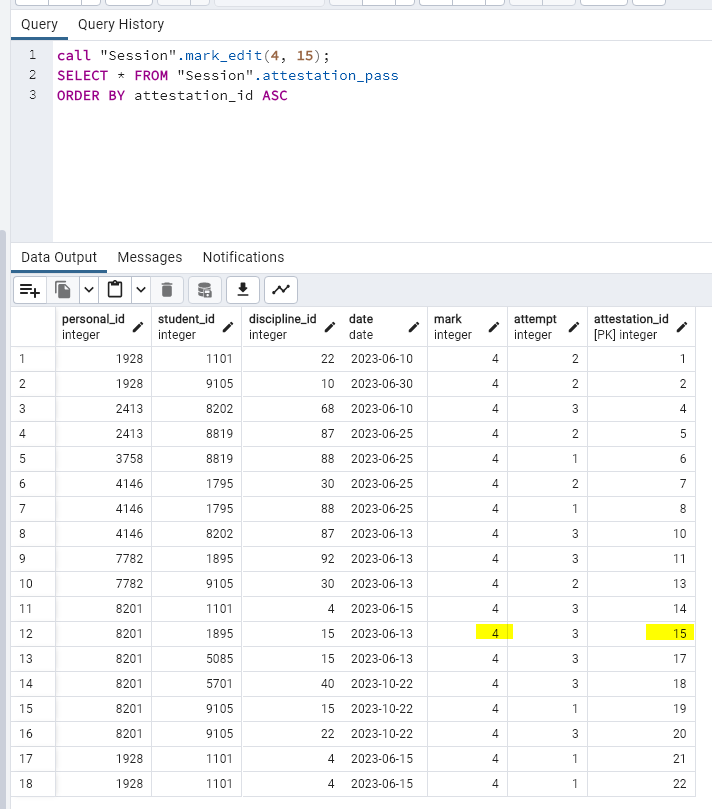 Query Query History
1 call "Session".mark_edit(4, 15);
2 SELECT * FROM "Session".attestation_pass
3 ORDER BY attestation_id ASC
Data Output Messages Notifications
personal_id student_id discipline_id date mark attempt attestation_id
integer integer integer date integer integer [PK] integer
1 1928 1101 22 2023-06-10 4 2 1
2 1928 9105 10 2023-06-30 4 2 2
3 2413 8202 68 2023-06-10 4 3 4
4 2413 8819 87 2023-06-25 4 2 5
5 3758 8819 88 2023-06-25 4 1 6
6 4146 1795 30 2023-06-25 4 2 7
7 4146 1795 88 2023-06-25 4 1 8
8 4146 8202 87 2023-06-13 4 3 10
9 7782 1895 92 2023-06-13 4 3 11
10 7782 9105 30 2023-06-13 4 2 13
11 8201 1101 4 2023-06-15 4 3 14
12 8201 1895 15 2023-06-13 4 3 15
13 8201 5085 15 2023-06-13 4 3 17
14 8201 5701 40 2023-10-22 4 3 18
15 8201 9105 15 2023-10-22 4 1 19
16 8201 9105 22 2023-10-22 4 3 20
17 1928 1101 4 2023-06-15 4 1 21
18 1928 1101 4 2023-06-15 4 1 22